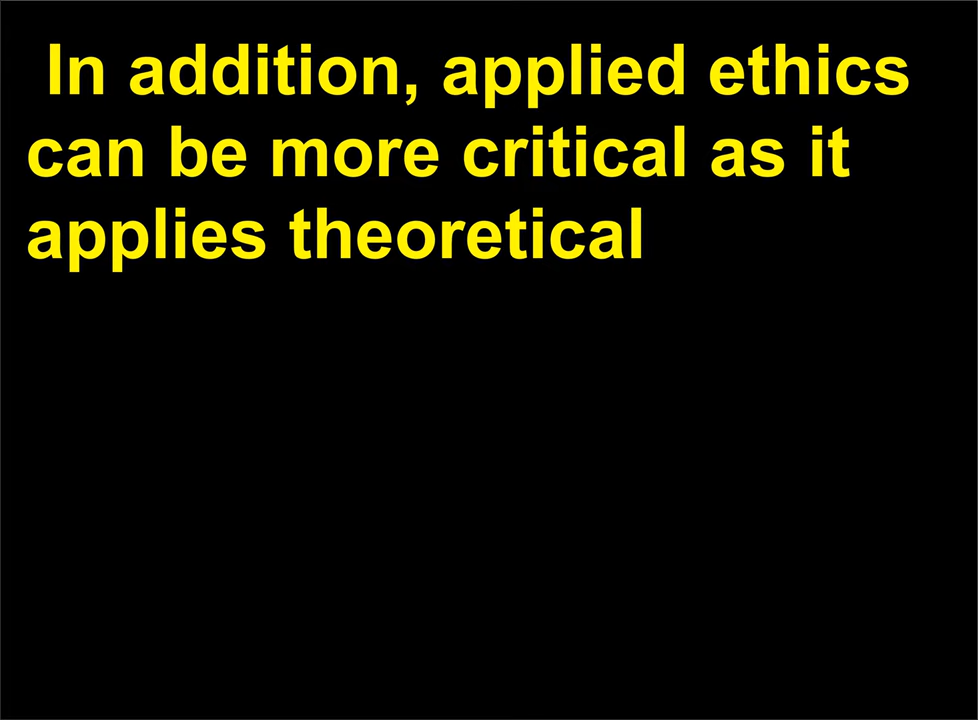 In addition, applied ethics
can be more critical as it
applies theoretical